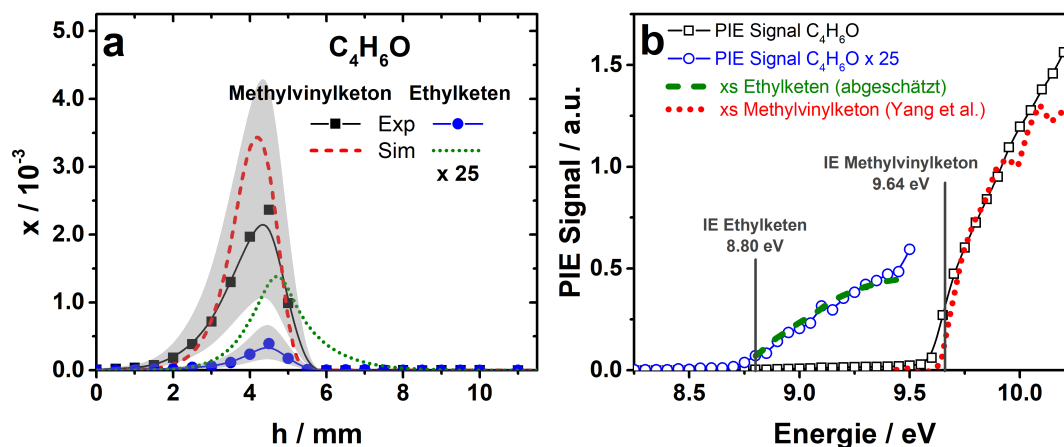 a
C₄H₆O
Methylvinylketon Ethylketen
Exp
Sim
x 25
5.0
4.0
3.0
2.0
1.0
0.0
x / 10⁻³
0 2 4 6 8 10
h / mm
b
PIE Signal C₄H₆O
PIE Signal C₄H₆O x 25
xs Ethylketen (abgeschätzt)
xs Methylvinylketon (Yang et al.)
IE Methylvinylketon
9.64 eV
IE Ethylketen
8.80 eV
1.5
1.0
0.5
0.0
PIE Signal / a.u.
8.5 9.0 9.5 10.0
Energie / eV